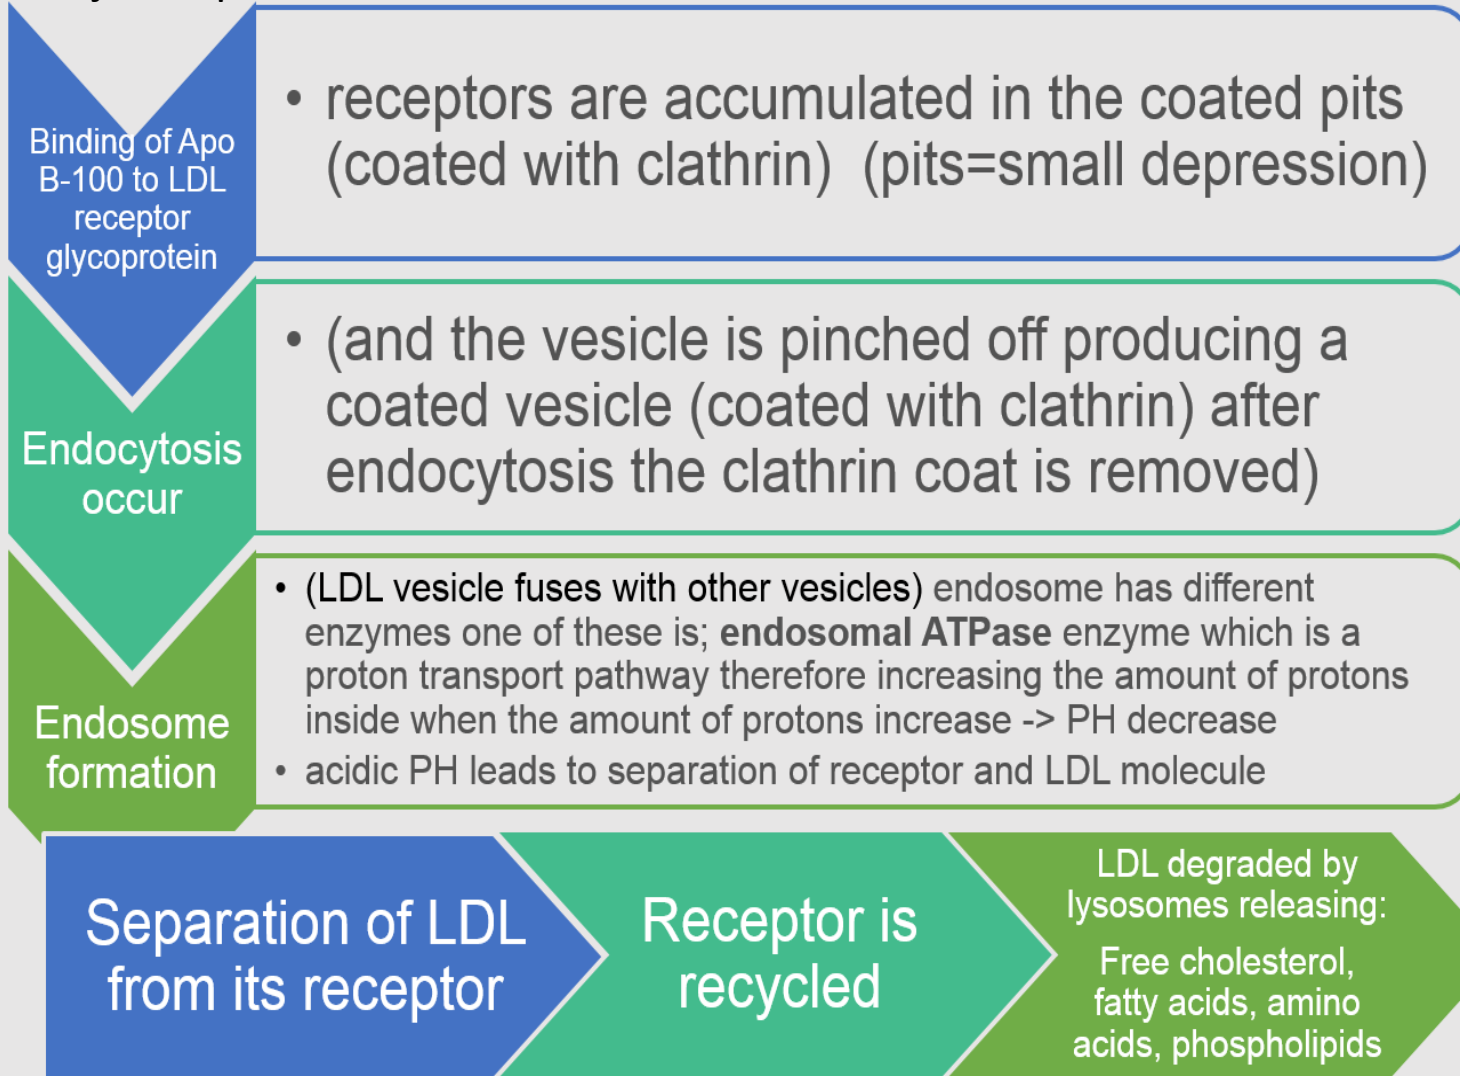 Binding of Apo
B-100 to LDL
receptor
glycoprotein
• receptors are accumulated in the coated pits
(coated with clathrin) (pits=small depression)
Endocytosis
occur
• (and the vesicle is pinched off producing a
coated vesicle (coated with clathrin) after
endocytosis the clathrin coat is removed)
Endosome
formation
• (LDL vesicle fuses with other vesicles) endosome has different
enzymes one of these is; endosomal ATPase enzyme which is a
proton transport pathway therefore increasing the amount of protons
inside when the amount of protons increase -> PH decrease
• acidic PH leads to separation of receptor and LDL molecule
Separation of LDL
from its receptor
Receptor is
recycled
LDL degraded by
lysosomes releasing:
Free cholesterol,
fatty acids, amino
acids, phospholipids